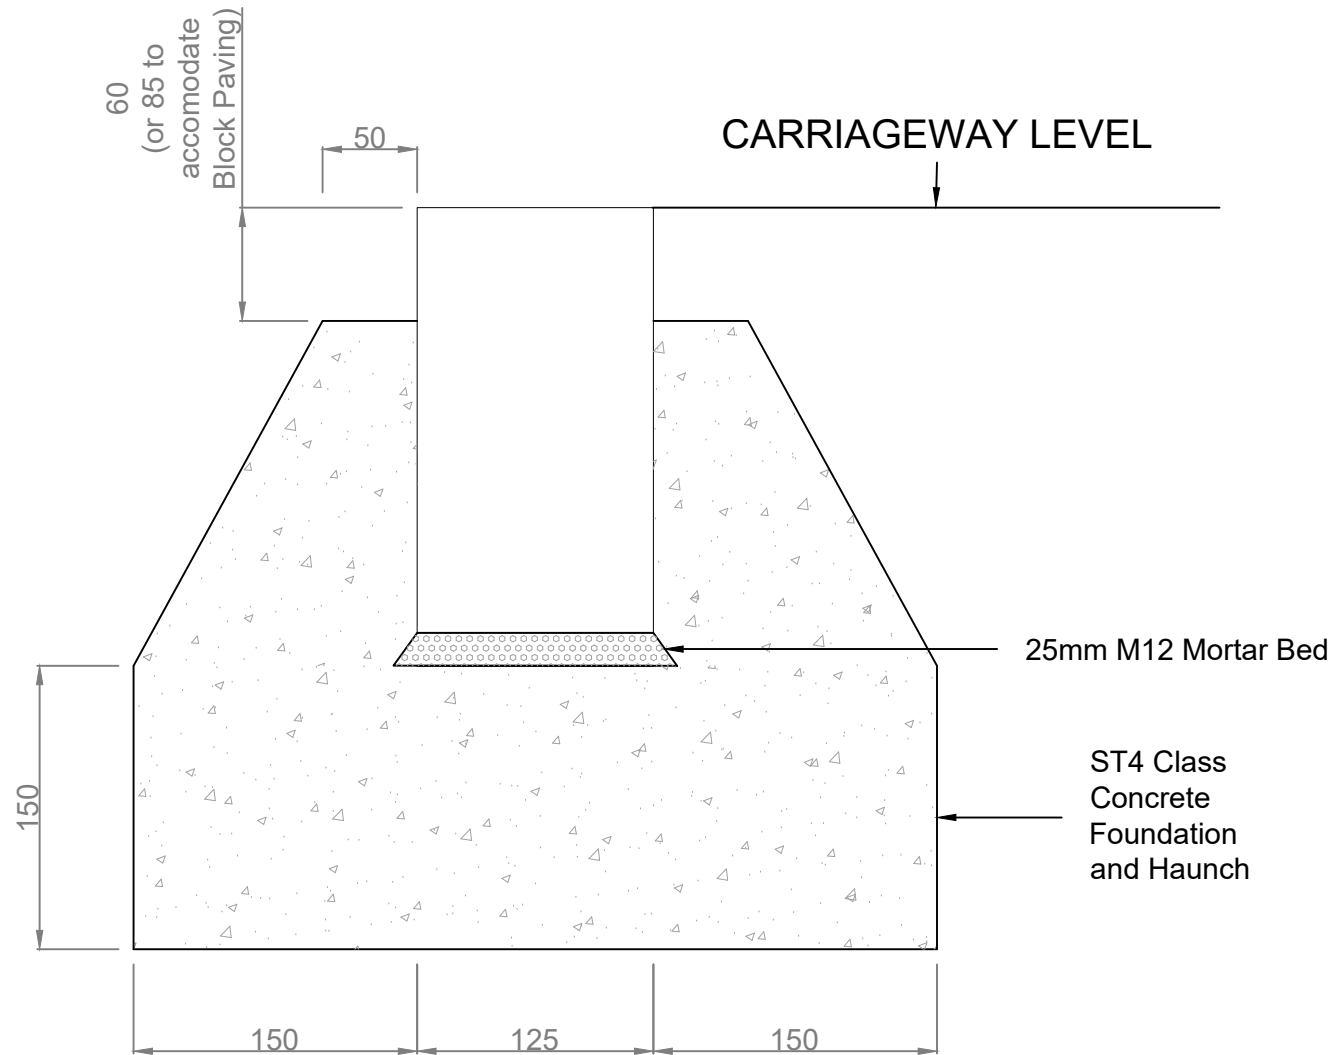 60
(or 85 to
accomodate
Block Paving)
50
CARRIAGEWAY LEVEL
25mm M12 Mortar Bed
ST4 Class
Concrete
Foundation
and Haunch
150
150
125
150